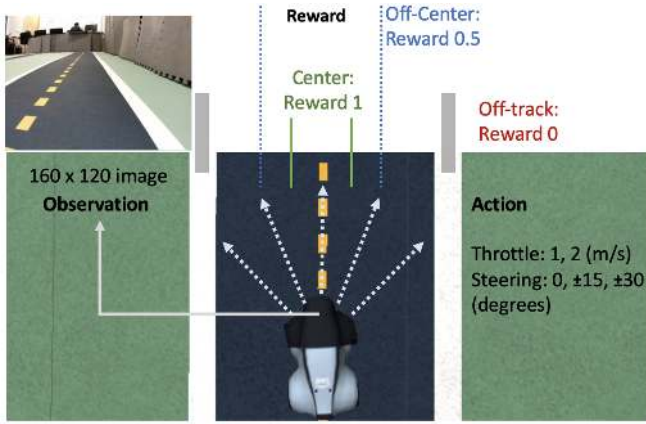 Reward
Off-Center:
Reward 0.5
Center:
Reward 1
Off-track:
Reward 0
160 x 120 image
Observation
Action
Throttle: 1, 2 (m/s)
Steering: 0, ±15, ±30
(degrees)